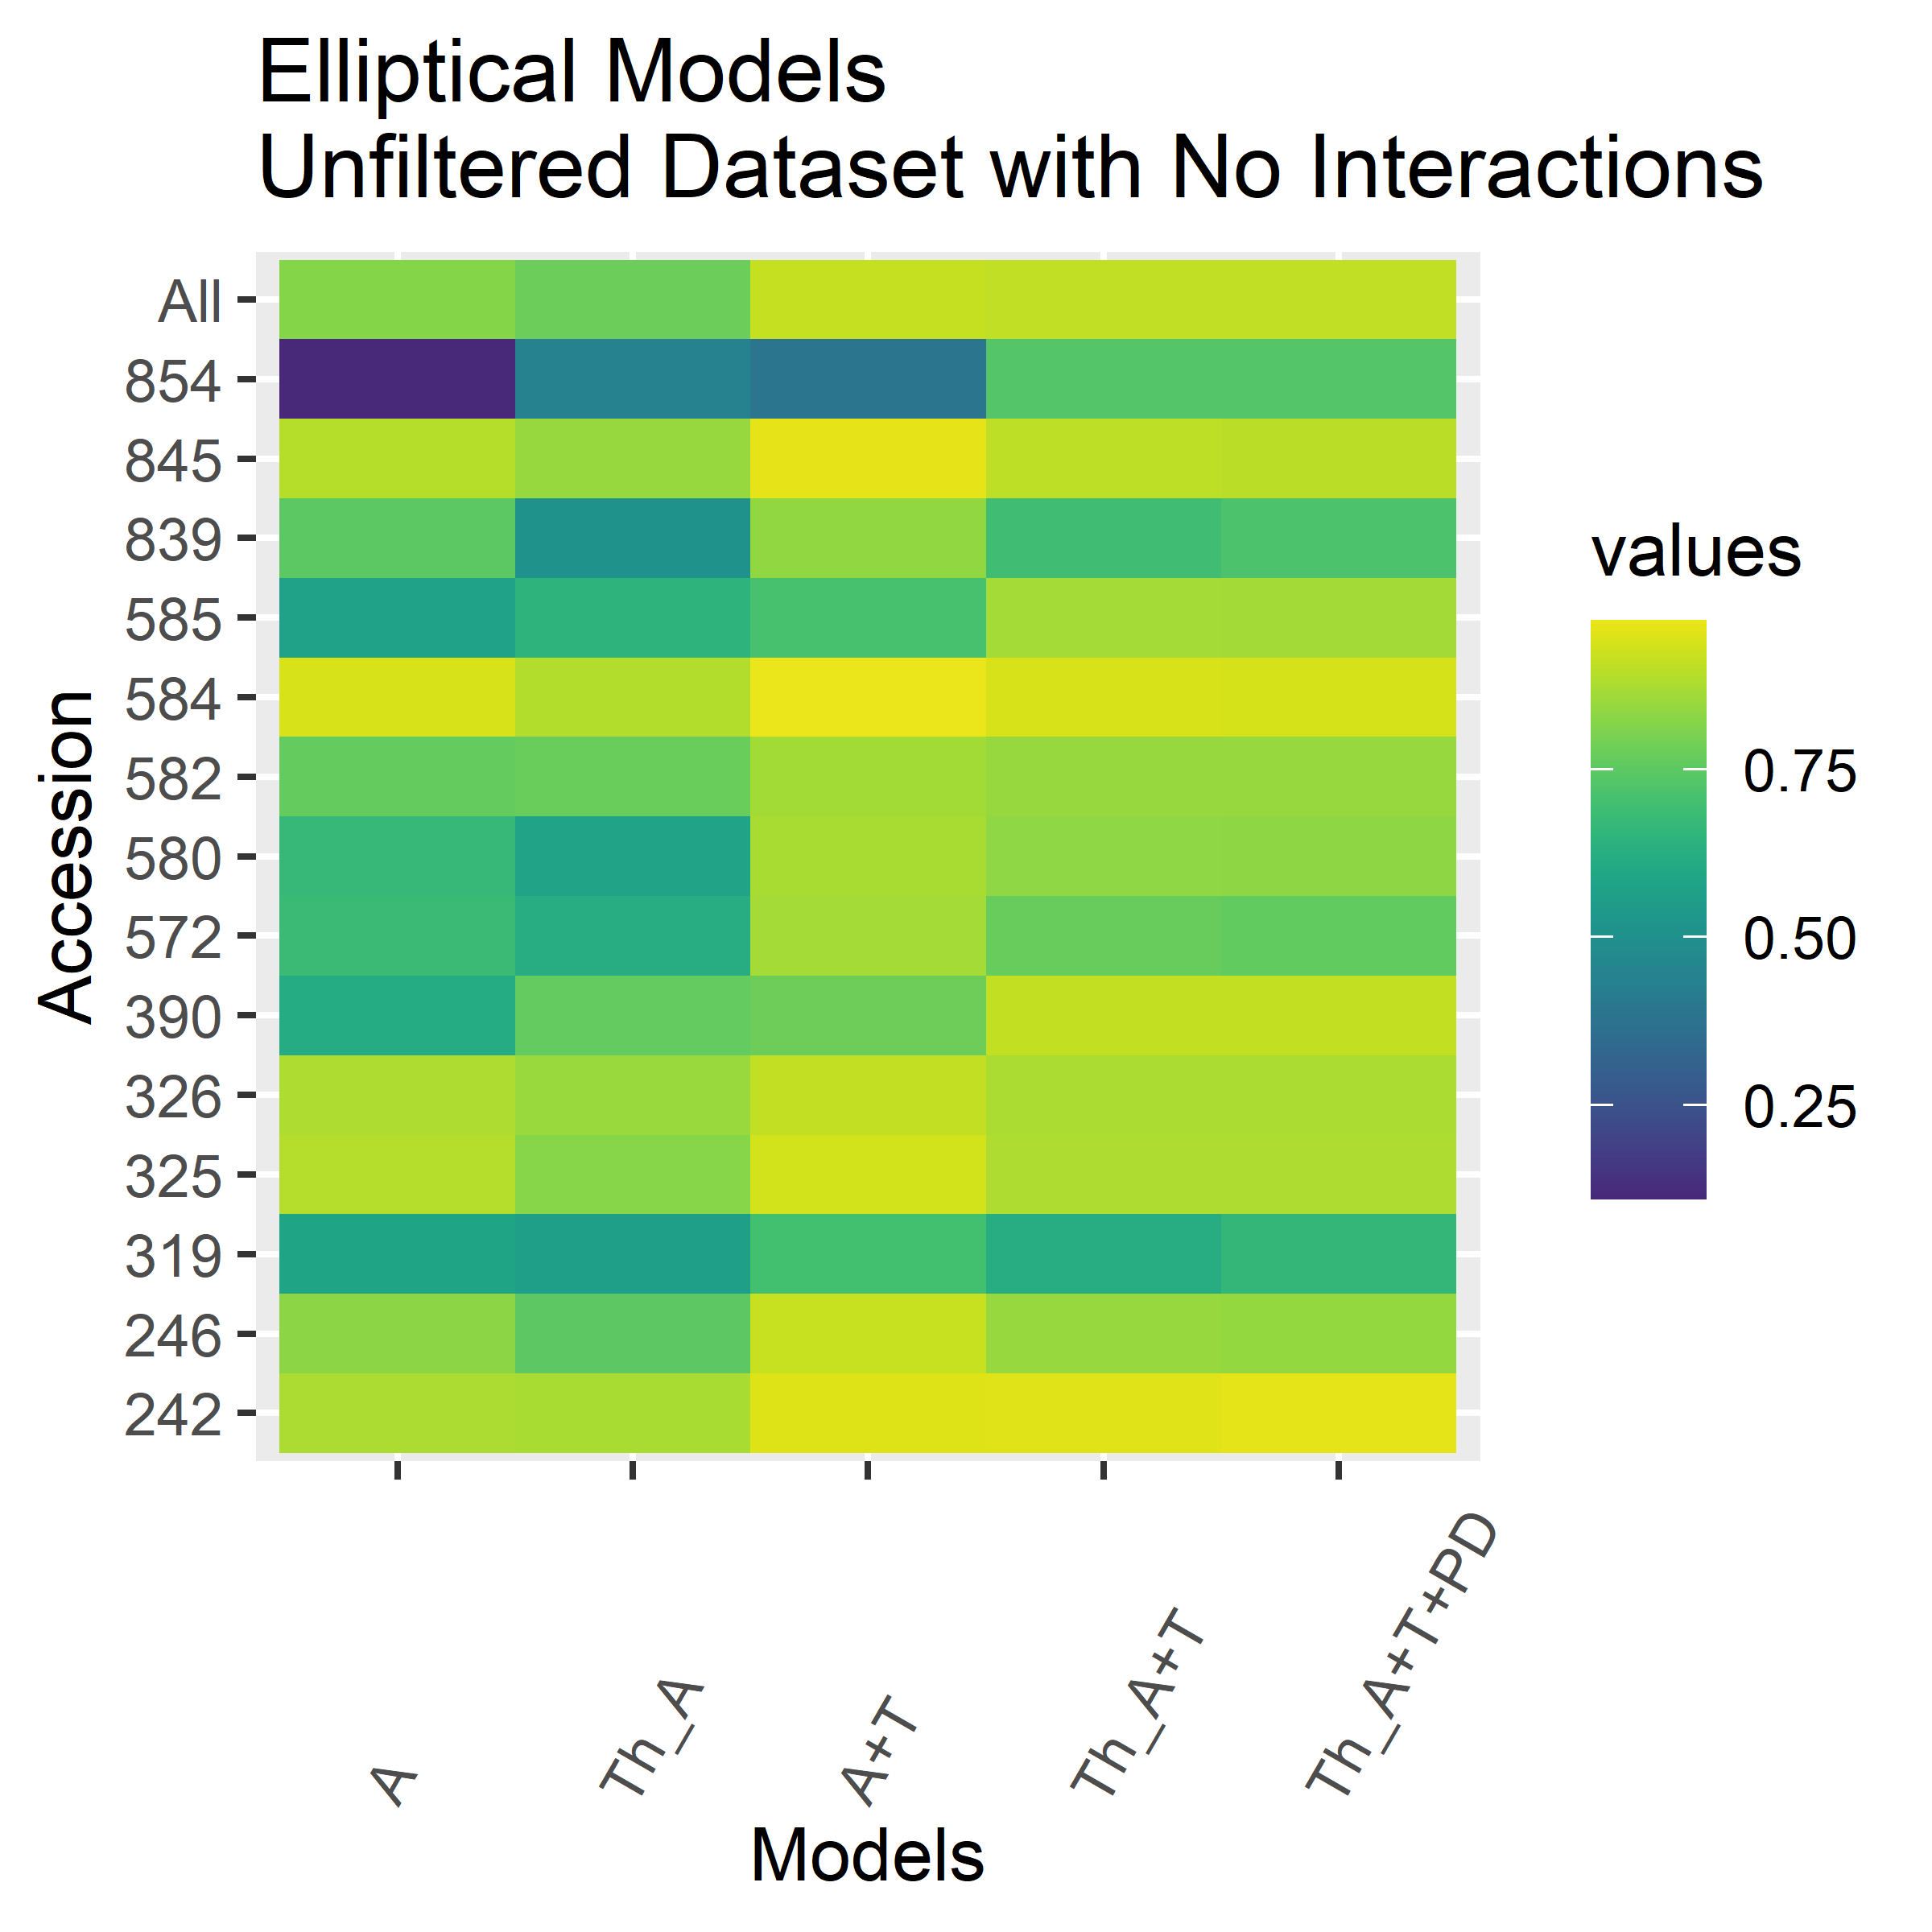 Elliptical Models
Unfiltered Dataset with No Interactions
Accession
All
854
845
839
585
584
582
580
572
390
326
325
319
246
242
A
Th_A
A+T
Th_A+T
Th_A+T+PD
Models
values
0.75
0.50
0.25